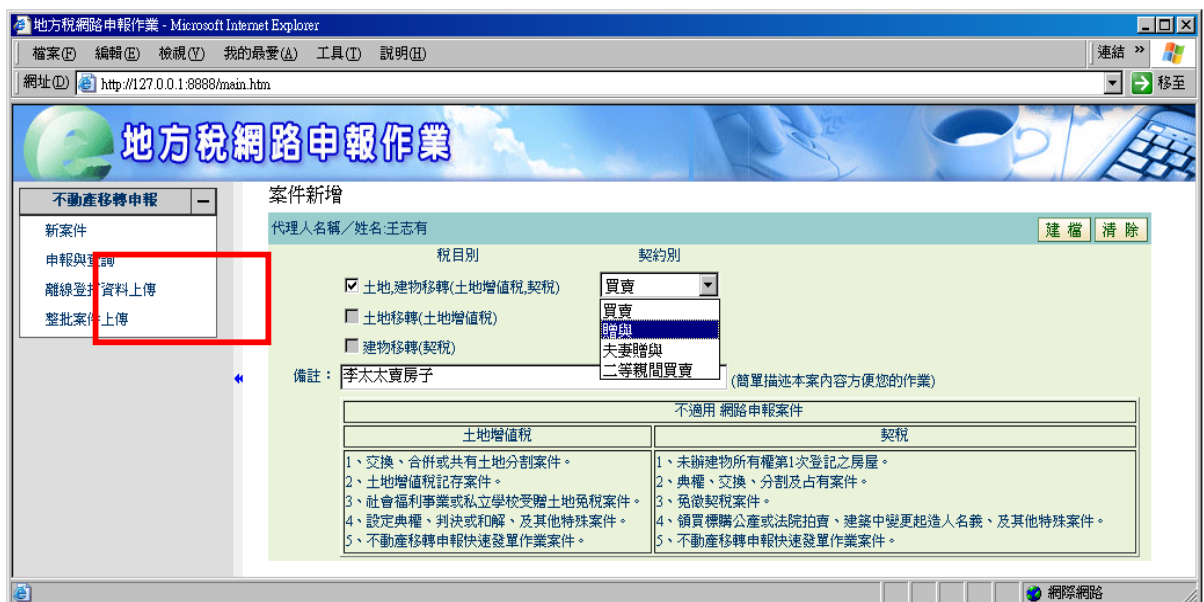 地方稅網路申報作業 - Microsoft Internet Explorer
檔案(F) 編輯(E) 檢視(V) 我的最愛(A) 工具(T) 說明(H) 連結 »
網址(D) http://127.0.0.1:8888/main.htm 移至
e 地方稅網路申報作業
不動產移轉申報
新案件
申報與查詢
離線登打資料上傳
整批案件上傳
案件新增
代理人名稱／姓名:王志有 建檔 清除
稅目別 契約別
土地,建物移轉(土地增值稅,契稅) 買賣
土地移轉(土地增值稅)
建物移轉(契稅)
買賣
贈與
夫妻贈與
二等親間買賣
備註： 李太太賣房子 (簡單描述本案內容方便您的作業)
不適用 網路申報案件
土地增值稅 契稅
1、交換、合併或共有土地分割案件。
2、土地增值稅記存案件。
3、社會福利事業或私立學校受贈土地免稅案件。
4、設定典權、判決或和解、及其他特殊案件。
5、不動產移轉申報快速發單作業案件。
1、未辦建物所有權第1次登記之房屋。
2、典權、交換、分割及占有案件。
3、免徵契稅案件。
4、領買標購公產或法院拍賣、建築中變更起造人名義、及其他特殊案件。
5、不動產移轉申報快速發單作業案件。
網際網路